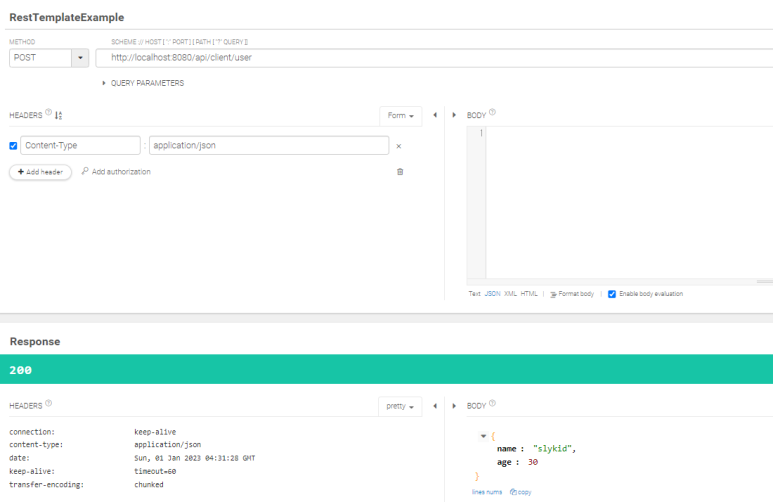 RestTemplateExample
METHOD
SCHEME :// HOST [ ":" PORT ] [ PATH [ "?" QUERY ]]
POST
http://localhost:8080/api/client/user
QUERY PARAMETERS
HEADERS
Form
BODY
1
Content-Type : application/json
+ Add header
Add authorization
Text JSON XML HTML | Format body | Enable body evaluation
Response
200
HEADERS
pretty
BODY
connection: keep-alive
content-type: application/json
date: Sun, 01 Jan 2023 04:31:28 GMT
keep-alive: timeout=60
transfer-encoding: chunked
{
name : "slykid",
age : 30
}
lines nums copy